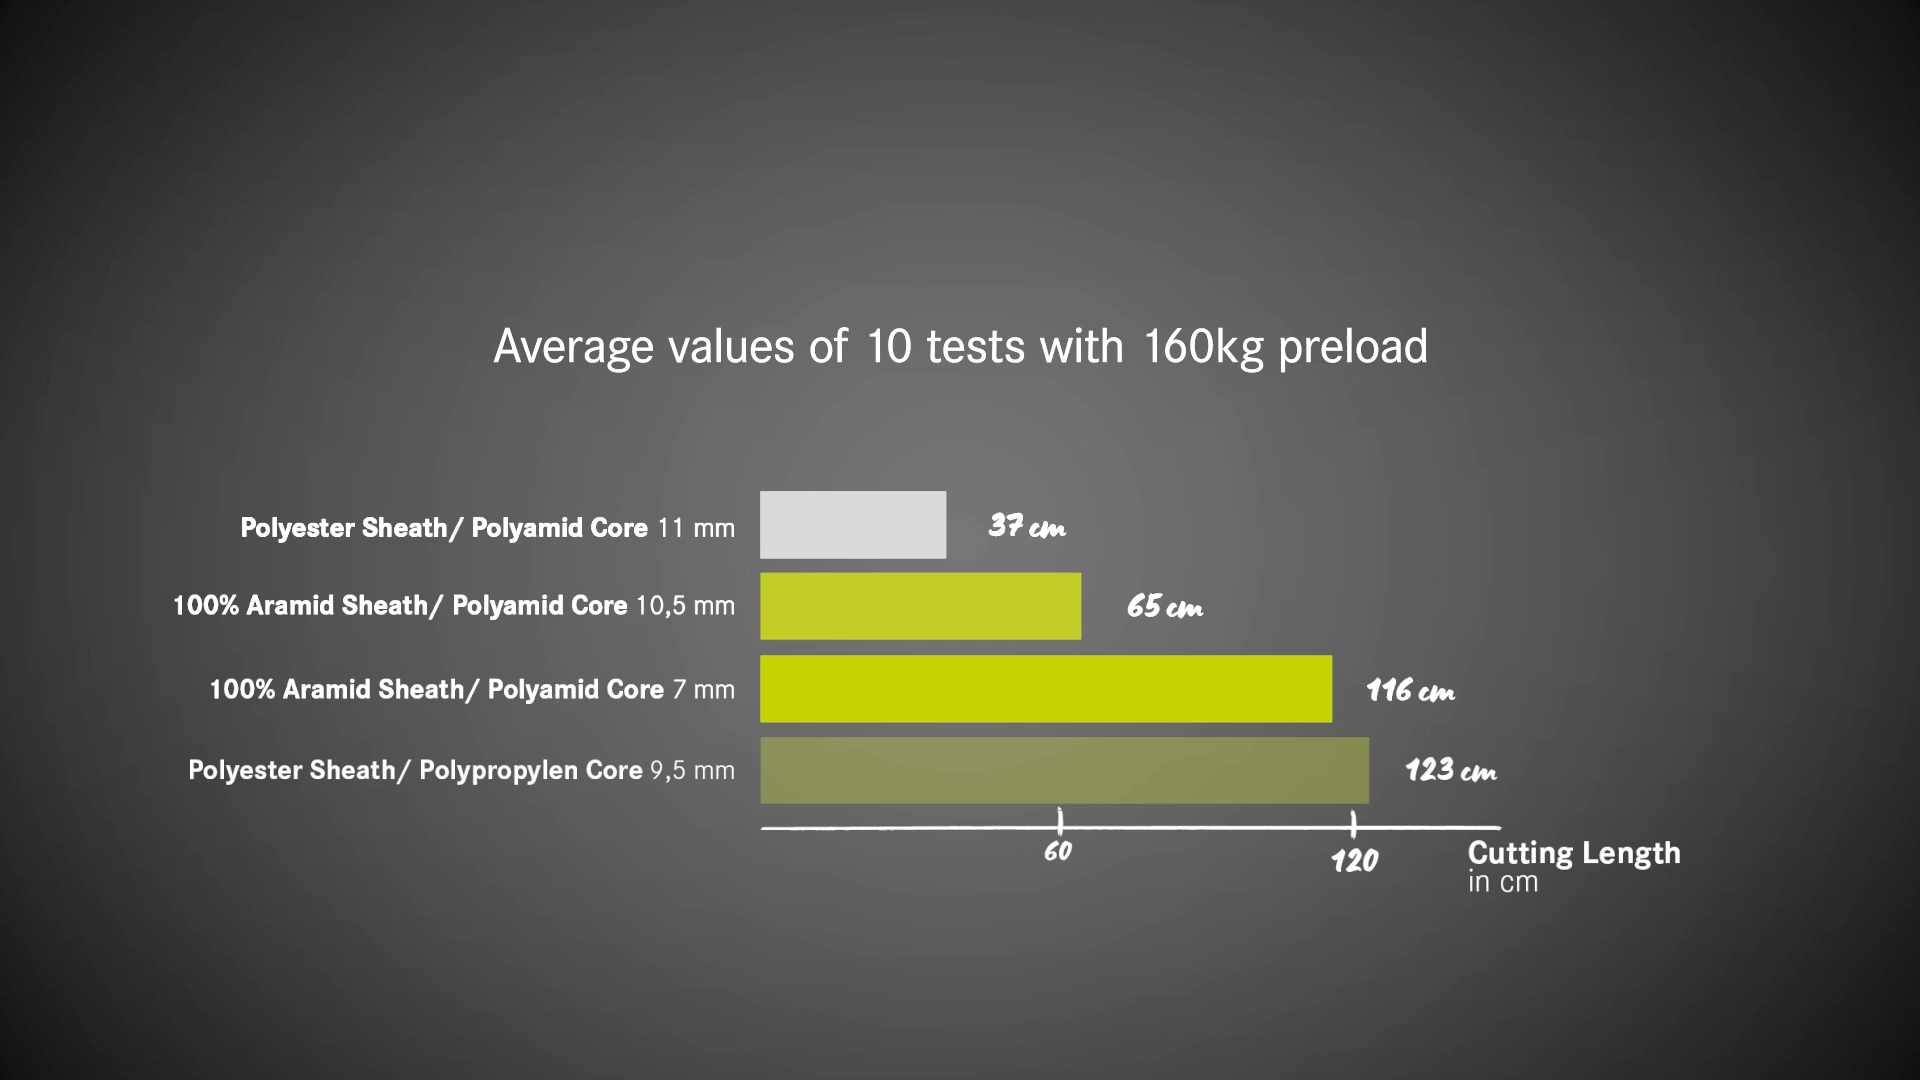 Average values of 10 tests with 160kg preload
Polyester Sheath/ Polyamid Core 11 mm 37 cm
100% Aramid Sheath/ Polyamid Core 10,5 mm 65 cm
100% Aramid Sheath/ Polyamid Core 7 mm 116 cm
Polyester Sheath/ Polypropylen Core 9,5 mm 123 cm
60 120 Cutting Length
in cm